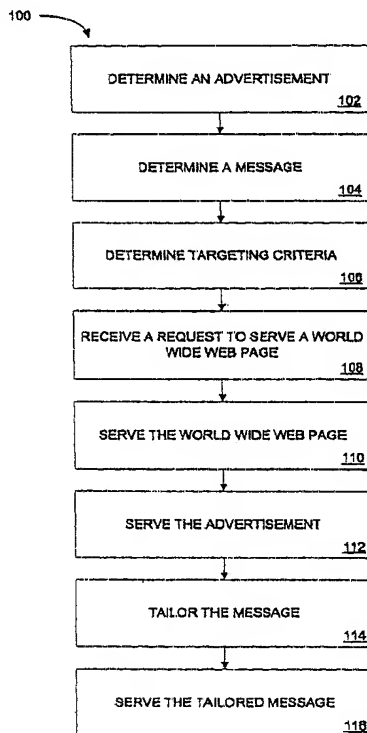 100
DETERMINE AN ADVERTISEMENT
102
DETERMINE A MESSAGE
104
DETERMINE TARGETING CRITERIA
106
RECEIVE A REQUEST TO SERVE A WORLD
WIDE WEB PAGE
108
SERVE THE WORLD WIDE WEB PAGE
110
SERVE THE ADVERTISEMENT
112
TAILOR THE MESSAGE
114
SERVE THE TAILORED MESSAGE
116